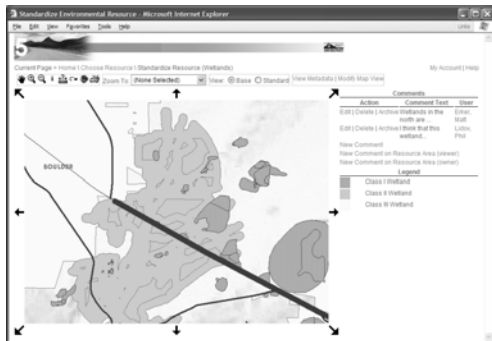 Standardize Environmental Resource - Microsoft Internet Explorer
File Edit View Favorites Tools Help Links
5
Current Page » Home \ Choose Resource \ Standardize Resource (Wetlands) My Account | Help
Zoom To: (None Selected) View: Base Standard View Metadata | Modify Map View
Comments
Action Comment Text User
Edit | Delete | Archive Wetlands in the north are ... Matt
Edit | Delete | Archive I think that this wetland... Phil
New Comment
New Comment on Resource Area (viewer)
New Comment on Resource Area (owner)
Legend
Class I Wetland
Class II Wetland
Class III Wetland
BOULDER